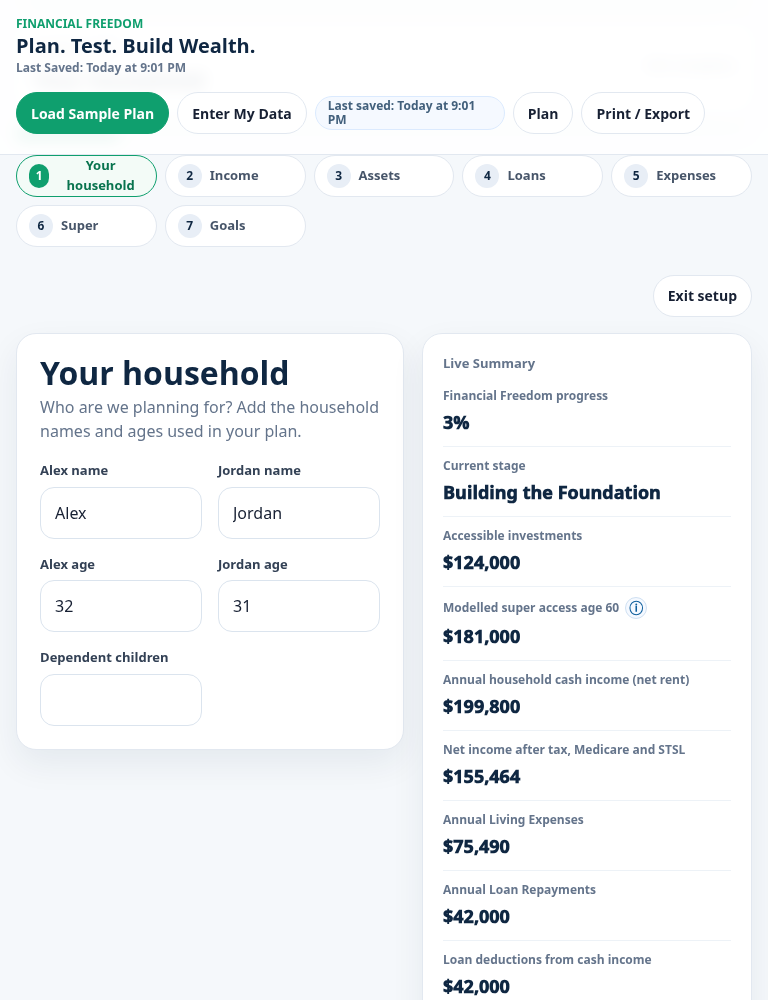 FINANCIAL FREEDOM
Plan. Test. Build Wealth.
Last Saved: Today at 9:01 PM
Load Sample Plan
Enter My Data
Last saved: Today at 9:01
PM
Plan
Print / Export
1
Your
household
2 Income
3 Assets
4 Loans
5 Expenses
6 Super
7 Goals
Exit setup
Your household
Who are we planning for? Add the household
names and ages used in your plan.
Alex name
Jordan name
Alex
Jordan
Alex age
Jordan age
32
31
Dependent children
Live Summary
Financial Freedom progress
3%
Current stage
Building the Foundation
Accessible investments
$124,000
Modelled super access age 60 ⓘ
$181,000
Annual household cash income (net rent)
$199,800
Net income after tax, Medicare and STSL
$155,464
Annual Living Expenses
$75,490
Annual Loan Repayments
$42,000
Loan deductions from cash income
$42,000